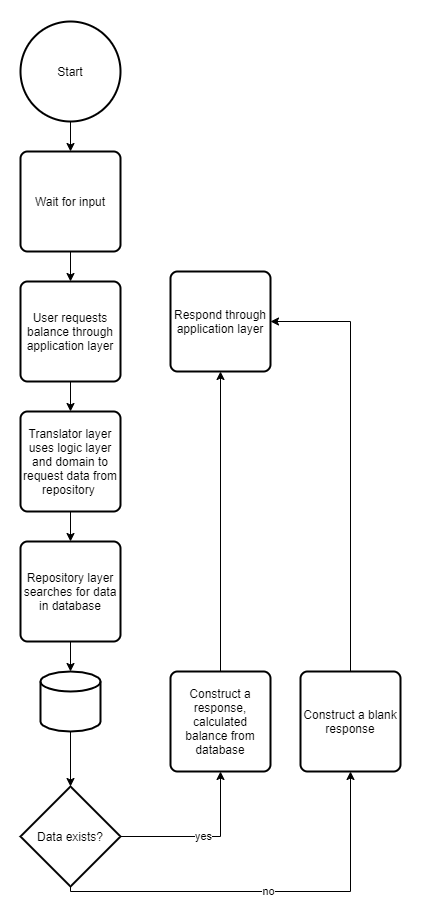 Start
Wait for input
User requests
balance through
application layer
Respond through
application layer
Translator layer
uses logic layer
and domain to
request data from
repository
Repository layer
searches for data
in database
Construct a
response,
calculated
balance from
database
Construct a blank
response
Data exists?
yes
no